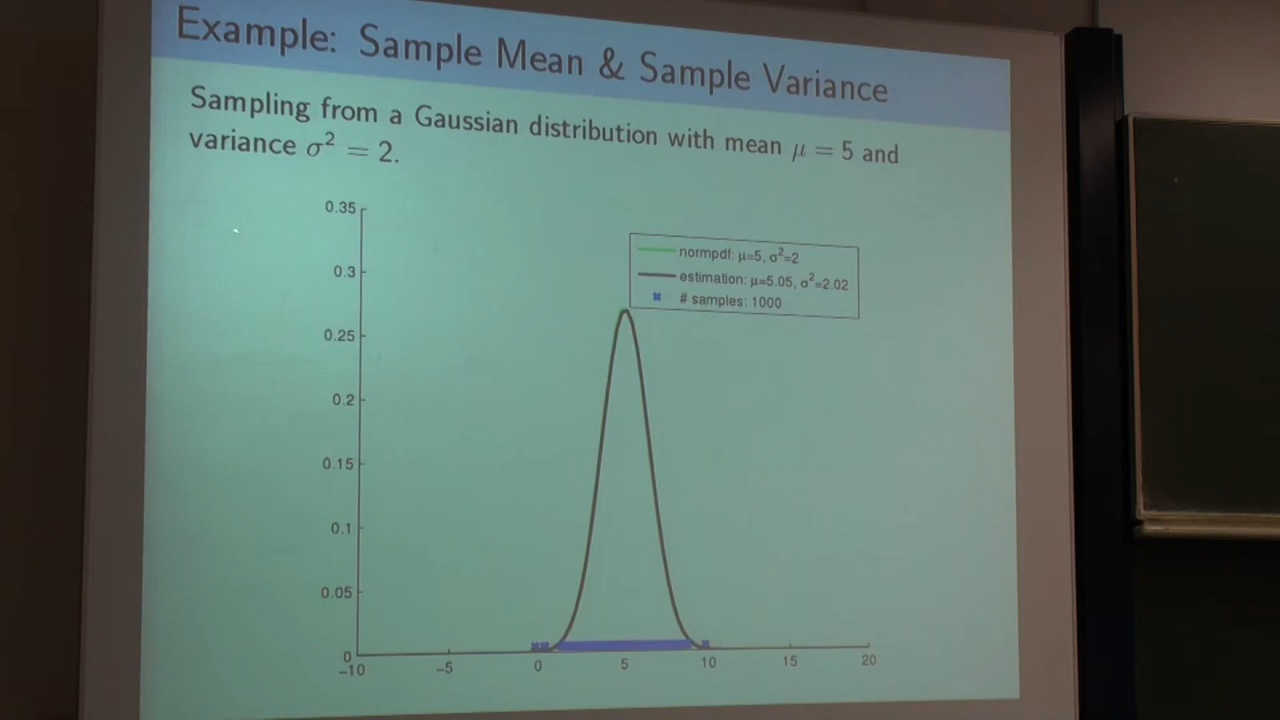 Example: Sample Mean & Sample Variance
Sampling from a Gaussian distribution with mean μ = 5 and
variance σ² = 2.
0.35
normpdf: μ=5, σ²=2
estimation: μ=5.05, σ²=2.02
# samples: 1000
0.3
0.25
0.2
0.15
0.1
0.05
0
−10 −5 0 5 10 15 20